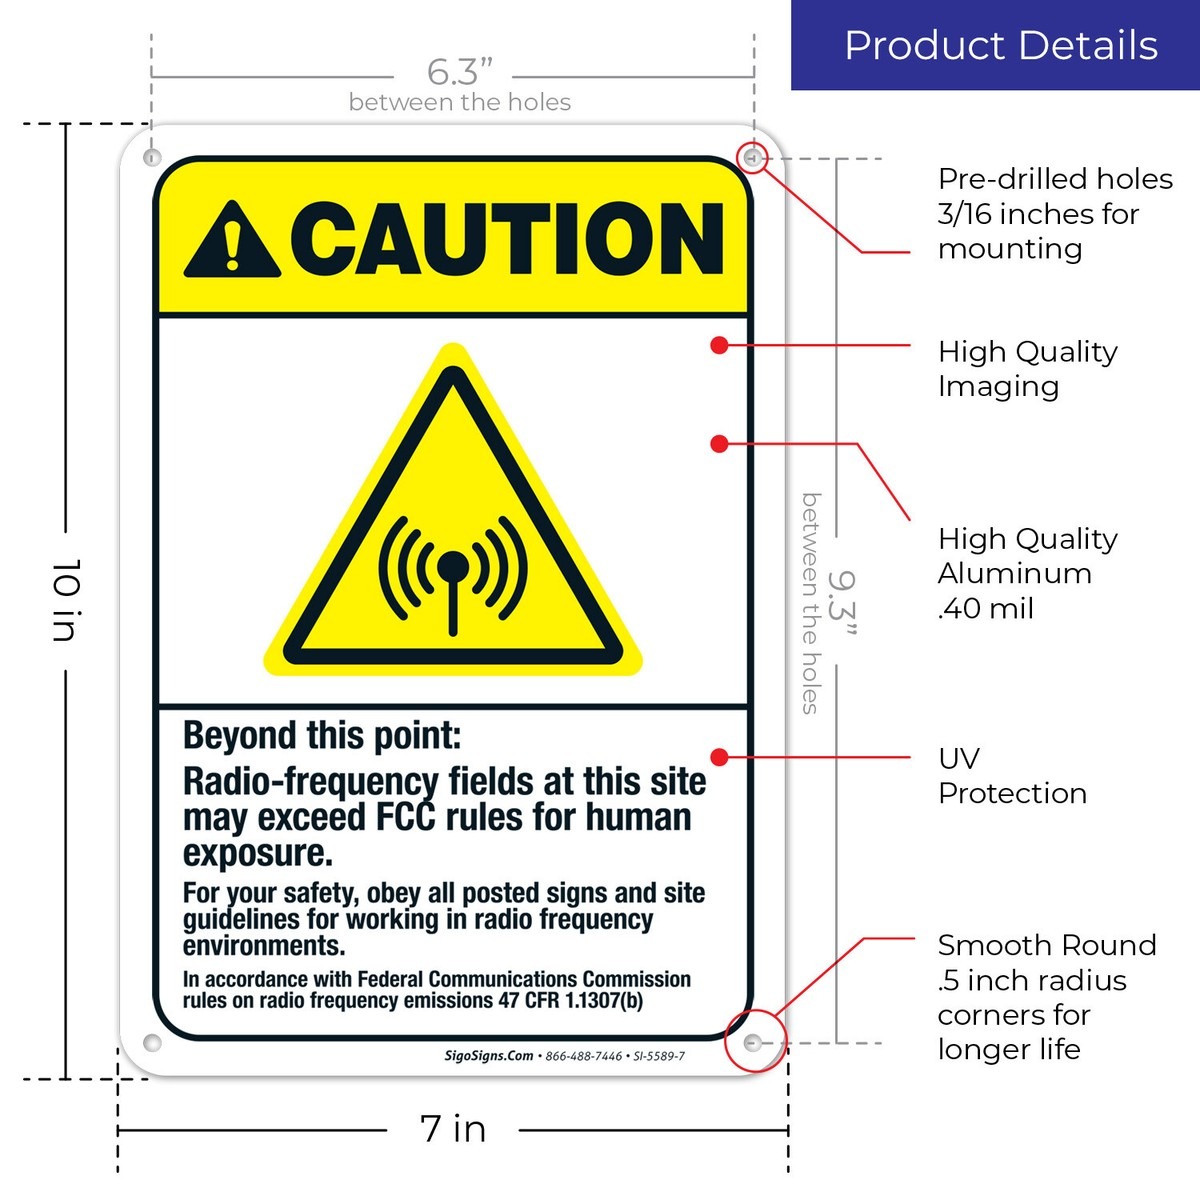 Product Details
6.3”
between the holes
CAUTION
Beyond this point:
Radio-frequency fields at this site
may exceed FCC rules for human
exposure.
For your safety, obey all posted signs and site
guidelines for working in radio frequency
environments.
In accordance with Federal Communications Commission
rules on radio frequency emissions 47 CFR 1.1307(b)
SigoSigns.Com • 866-488-7446 • SI-5589-7
10 in
7 in
9.3”
between the holes
Pre-drilled holes
3/16 inches for
mounting
High Quality
Imaging
High Quality
Aluminum
.40 mil
UV
Protection
Smooth Round
.5 inch radius
corners for
longer life